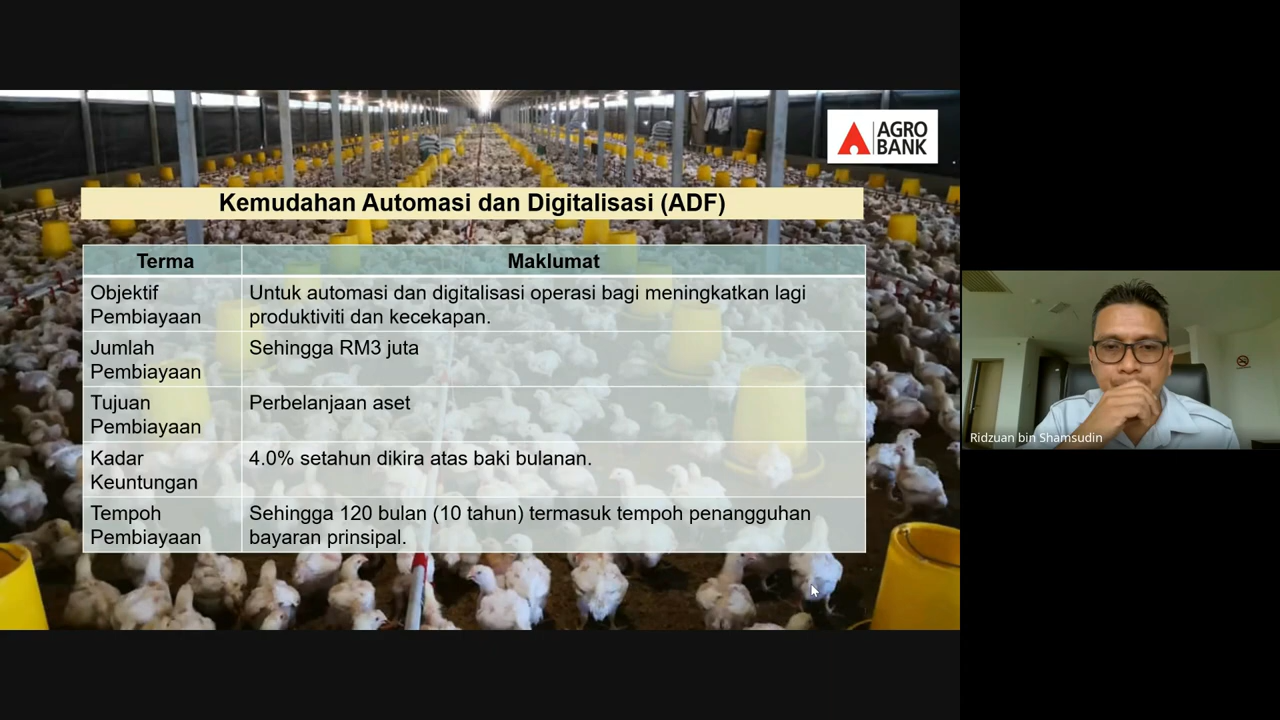 AGRO
BANK
Kemudahan Automasi dan Digitalisasi (ADF)
Terma
Maklumat
Objektif
Pembiayaan
Untuk automasi dan digitalisasi operasi bagi meningkatkan lagi
produktiviti dan kecekapan.
Jumlah
Pembiayaan
Sehingga RM3 juta
Tujuan
Pembiayaan
Perbelanjaan aset
Kadar
Keuntungan
4.0% setahun dikira atas baki bulanan.
Tempoh
Pembiayaan
Sehingga 120 bulan (10 tahun) termasuk tempoh penangguhan
bayaran prinsipal.
Ridzuan bin Shamsudin